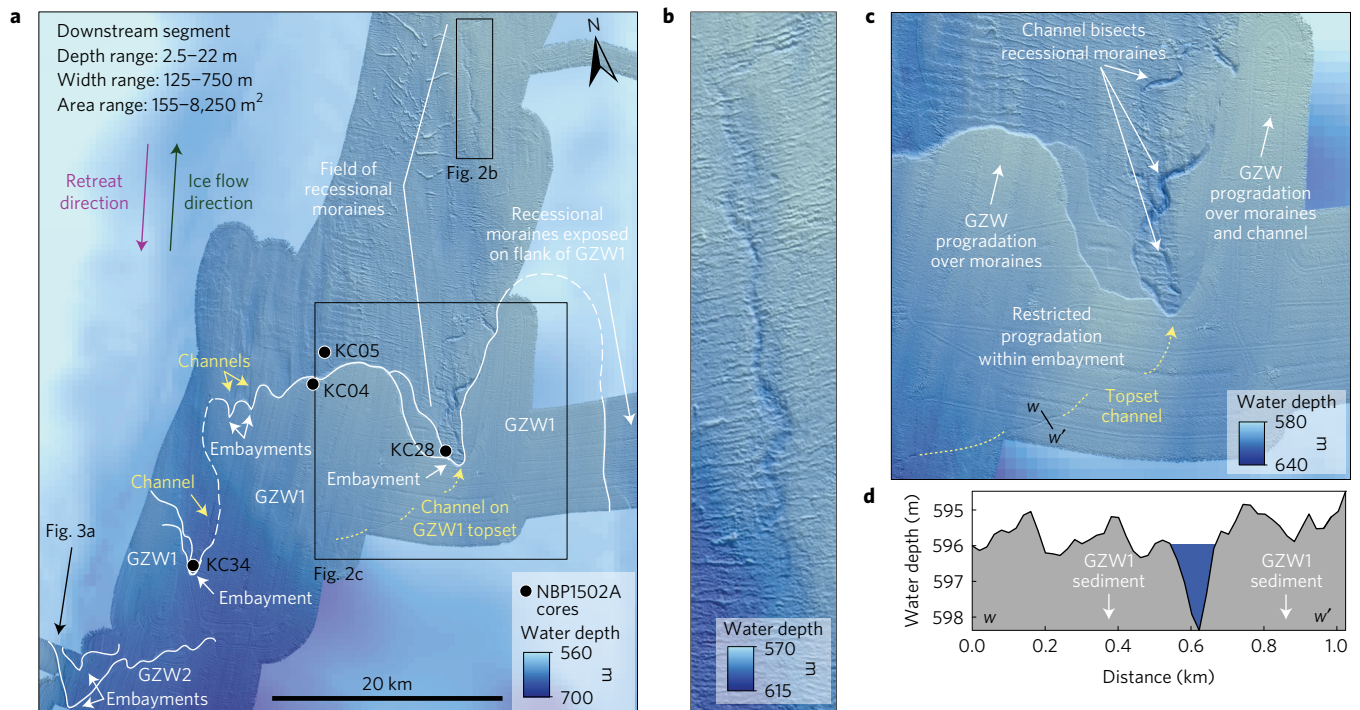 a
Downstream segment
Depth range: 2.5–22 m
Width range: 125–750 m
Area range: 155–8,250 m²
N
Fig. 2b
Retreat
direction
Ice flow
direction
Field of
recessional
moraines
Recessional
moraines exposed
on flank of GZW1
KC05
KC04
Channels
Embayments
KC28
GZW1
Embayment
Channel
GZW1
Channel on
GZW1 topset
Fig. 3a
GZW1
KC34
Fig. 2c
Embayment
NBP1502A
cores
Water depth
560
m
700
GZW2
Embayments
20 km
b
Water depth
570
m
615
c
Channel bisects
recessional moraines
GZW
progradation
over moraines
GZW
progradation
over moraines
and channel
Restricted
progradation
within embayment
Topset
channel
w
w'
Water depth
580
m
640
d
Water depth (m)
595
596
597
598
GZW1
sediment
GZW1
sediment
w
w'
0.0
0.2
0.4
0.6
0.8
1.0
Distance (km)